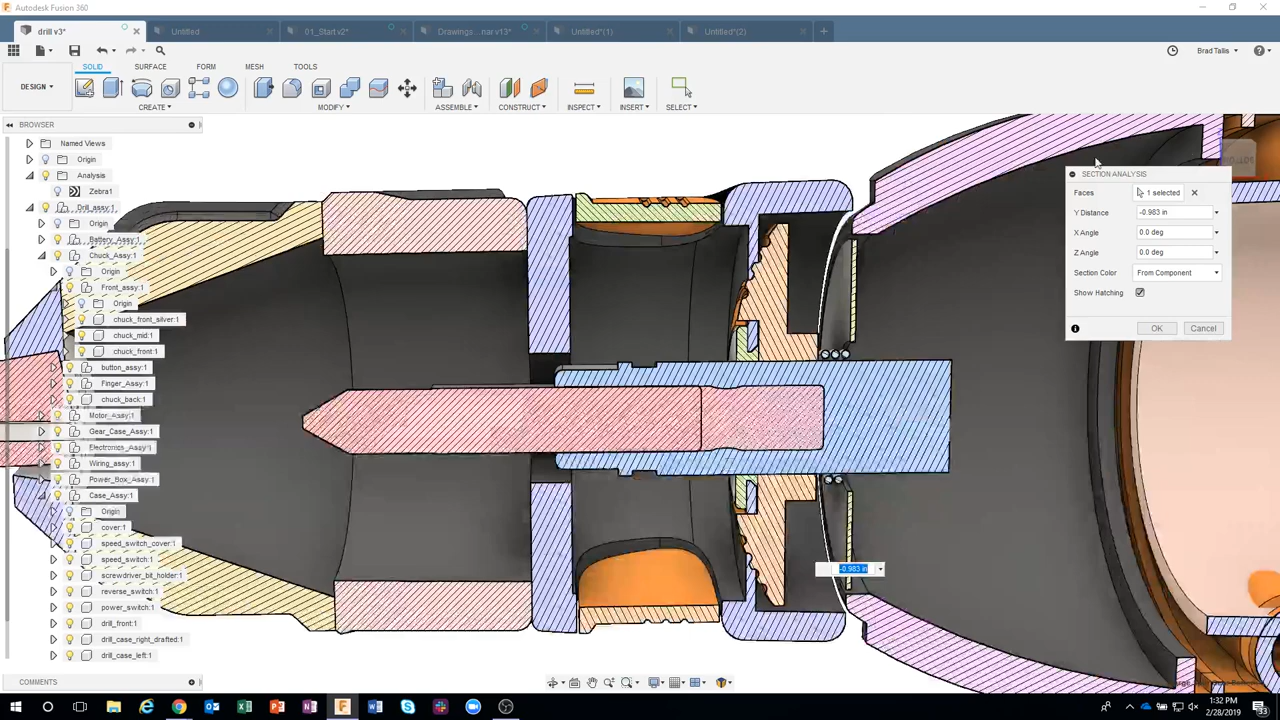 Autodesk Fusion 360
drill v3*
Untitled
01_Start v2*
Drawings...nar v13*
Untitled*(1)
Untitled*(2)
Brad Tallis
SOLID
SURFACE
FORM
MESH
TOOLS
DESIGN
CREATE
MODIFY
ASSEMBLE
CONSTRUCT
INSPECT
INSERT
SELECT
BROWSER
Named Views
Origin
Analysis
Zebra1
Drill_assy:1
Origin
Battery_Assy:1
Chuck_Assy:1
Origin
Front_assy:1
Origin
chuck_front_silver:1
chuck_mid:1
chuck_front:1
button_assy:1
Finger_Assy:1
chuck_back:1
Motor_Assy:1
Gear_Case_Assy:1
Electronics_Assy:1
Wiring_assy:1
Power_Box_Assy:1
Case_Assy:1
Origin
cover:1
speed_switch_cover:1
speed_switch:1
screwdriver_bit_holder:1
reverse_switch:1
power_switch:1
drill_front:1
drill_case_right_drafted:1
drill_case_left:1
COMMENTS
SECTION ANALYSIS
Faces 1 selected
Y Distance -0.983 in
X Angle 0.0 deg
Z Angle 0.0 deg
Section Color From Component
Show Hatching
OK Cancel
-0.983 in
1:32 PM
2/28/2019
33